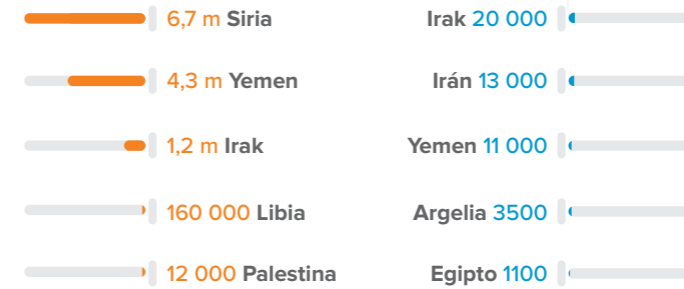 6,7 m Siria
4,3 m Yemen
1,2 m Irak
160 000 Libia
12 000 Palestina
Irak 20 000
Irán 13 000
Yemen 11 000
Argelia 3500
Egipto 1100